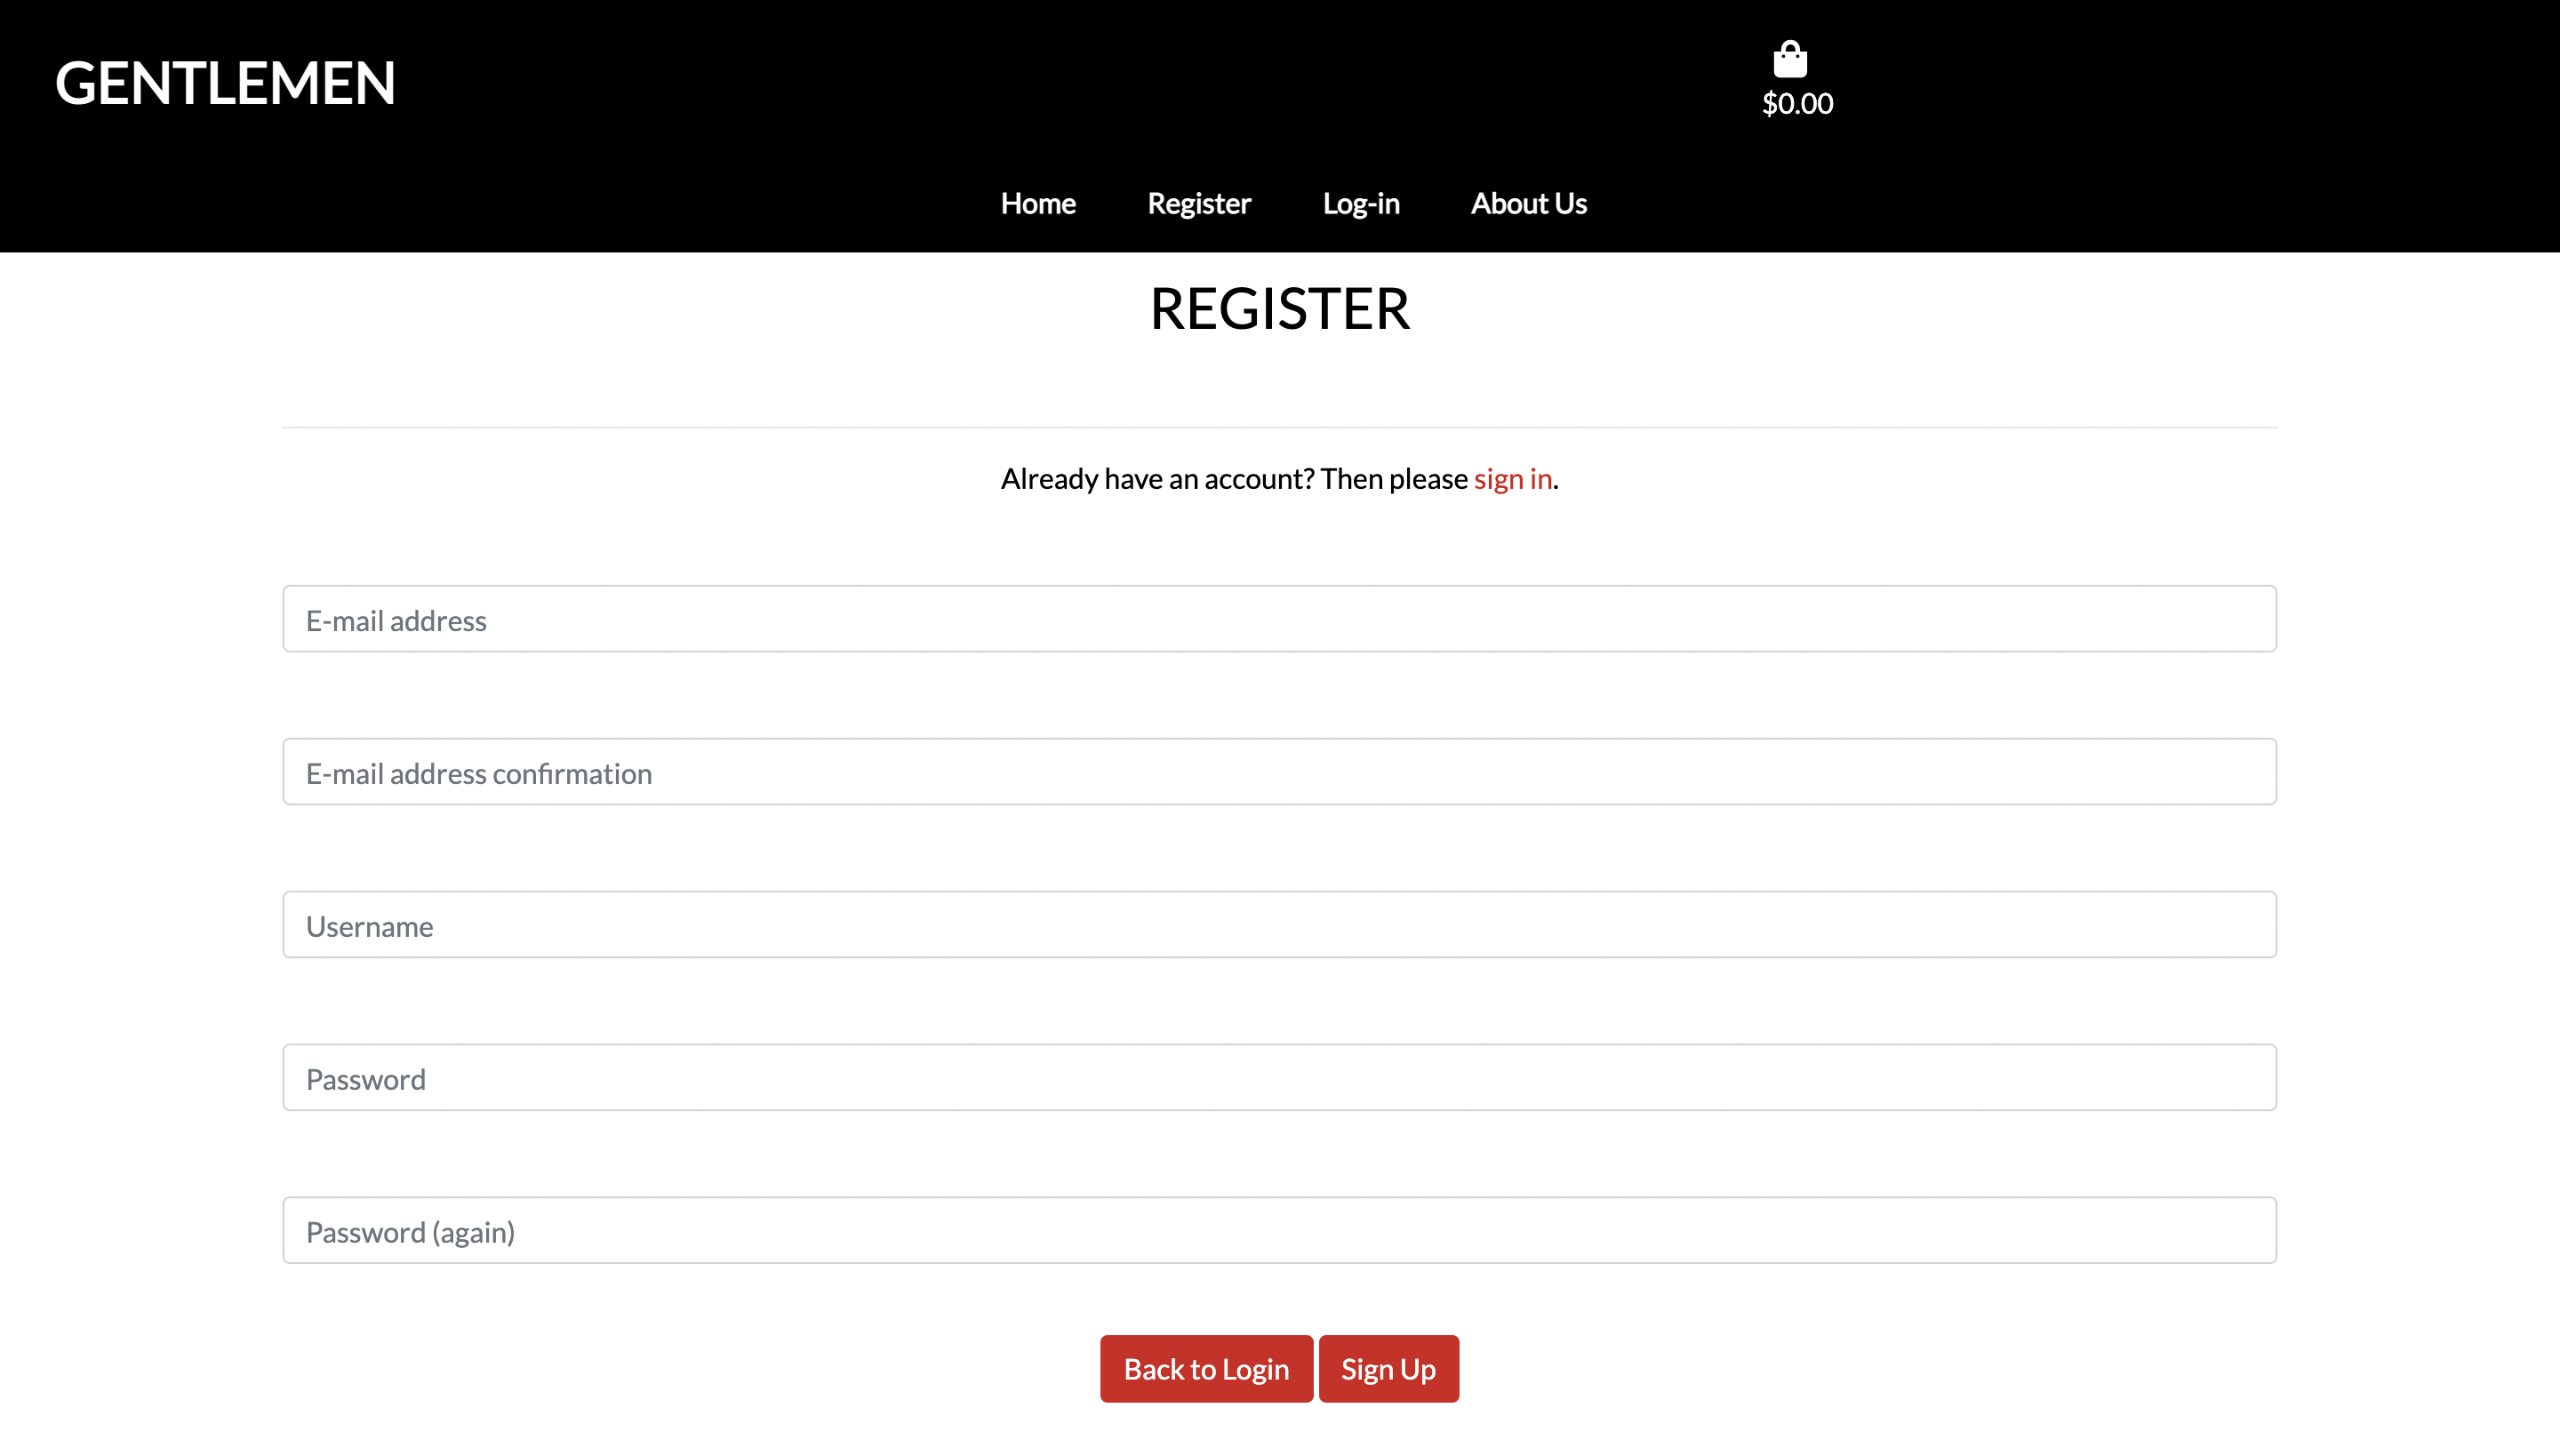 GENTLEMEN
$0.00
Home Register Log-in About Us
REGISTER
Already have an account? Then please sign in.
E-mail address
E-mail address confirmation
Username
Password
Password (again)
Back to Login Sign Up